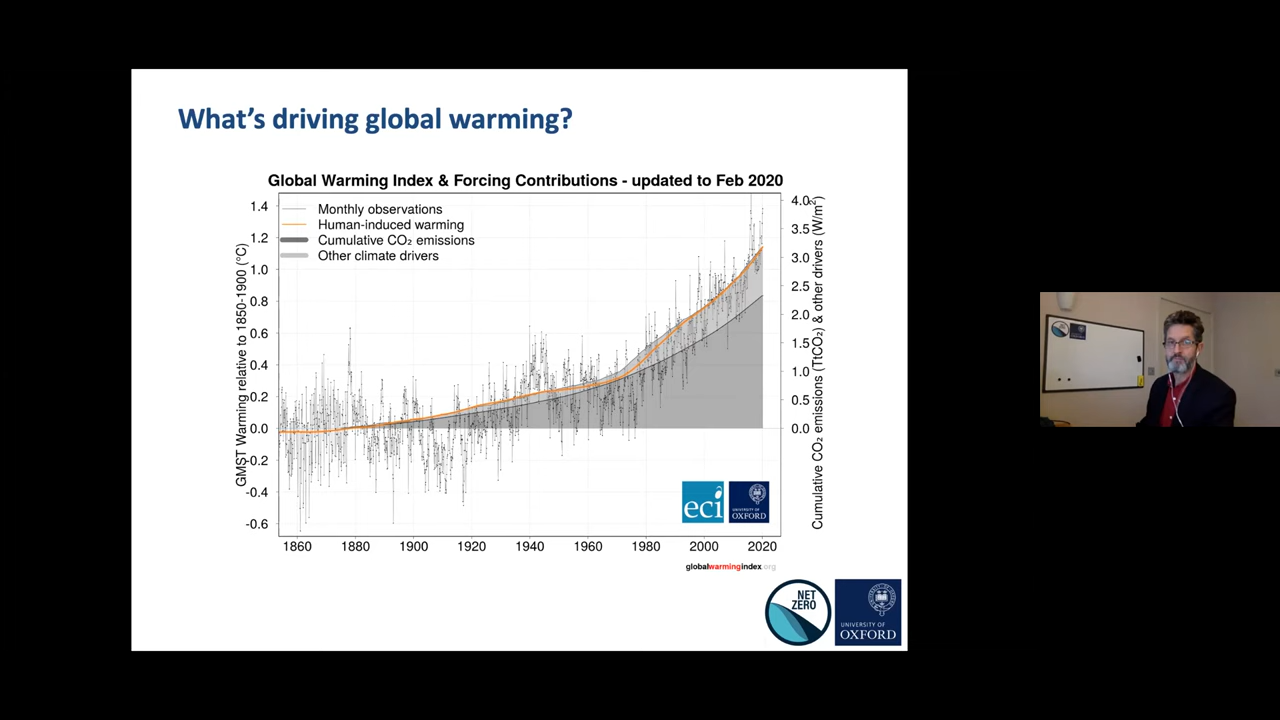 What's driving global warming?
Global Warming Index & Forcing Contributions - updated to Feb 2020
Monthly observations
Human-induced warming
Cumulative CO₂ emissions
Other climate drivers
GMST Warming relative to 1850-1900 (°C)
1.4
1.2
1.0
0.8
0.6
0.4
0.2
0.0
-0.2
-0.4
-0.6
4.0
3.5
3.0
2.5
2.0
1.5
1.0
0.5
0.0
Cumulative CO₂ emissions (TtCO₂) & other drivers (W/m²)
1860 1880 1900 1920 1940 1960 1980 2000 2020
eci
UNIVERSITY OF
OXFORD
globalwarmingindex.org
NET
ZERO
UNIVERSITY OF
OXFORD